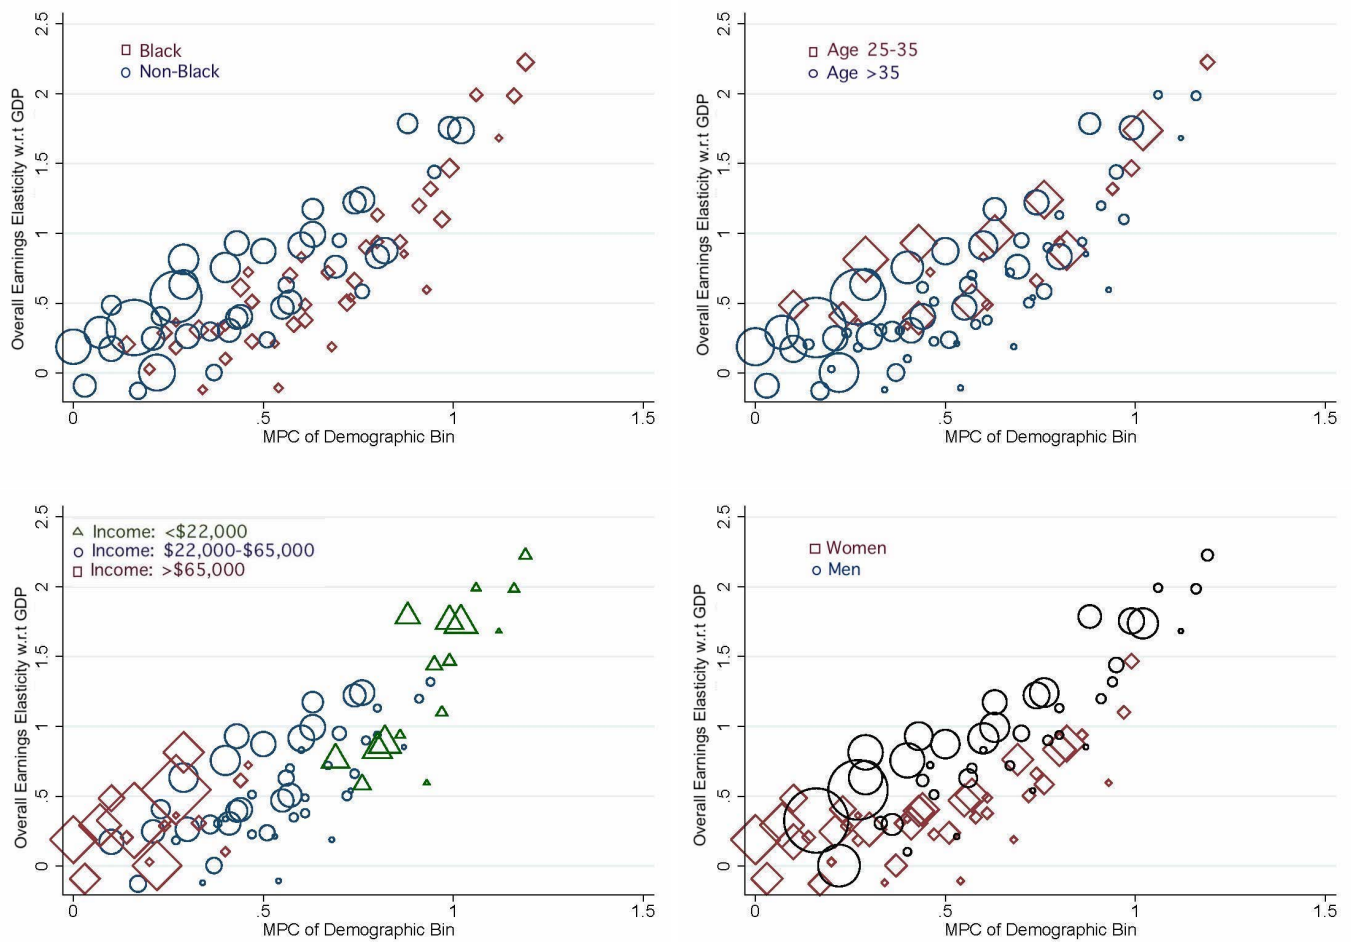 Overall Earnings Elasticity w.r.t GDP
2.5
2
1.5
1
.5
0
Black
Non-Black
0
.5
1
1.5
MPC of Demographic Bin
Overall Earnings Elasticity w.r.t GDP
2.5
2
1.5
1
.5
0
Age 25-35
Age >35
0
.5
1
1.5
MPC of Demographic Bin
Overall Earnings Elasticity w.r.t GDP
2.5
2
1.5
1
.5
0
Income: <$22,000
Income: $22,000-$65,000
Income: >$65,000
0
.5
1
1.5
MPC of Demographic Bin
Overall Earnings Elasticity w.r.t GDP
2.5
2
1.5
1
.5
0
Women
Men
0
.5
1
1.5
MPC of Demographic Bin